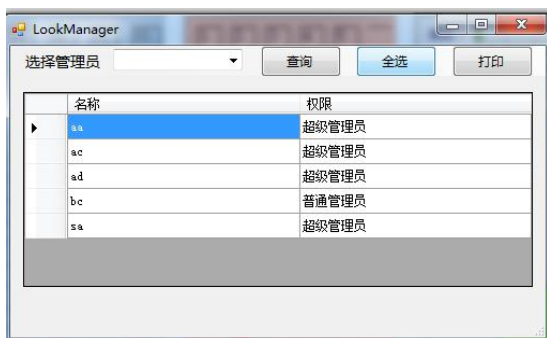 LookManager
选择管理员 查询 全选 打印
名称 权限
aa 超级管理员
ac 超级管理员
ad 超级管理员
bc 普通管理员
sa 超级管理员